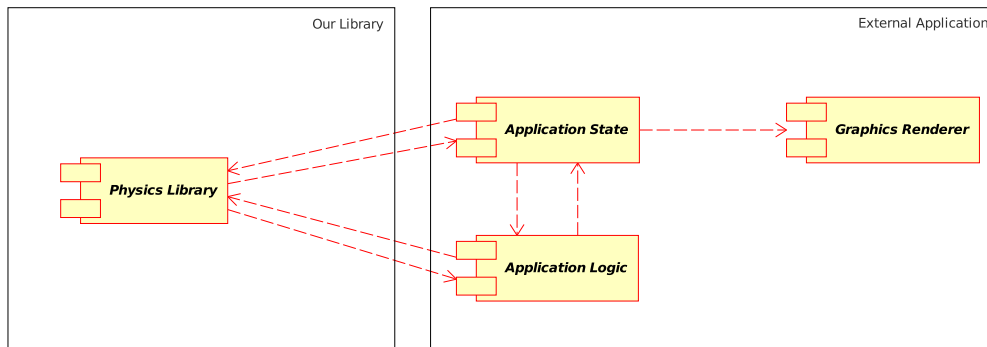 Our Library
External Application
Application State
Graphics Renderer
Physics Library
Application Logic